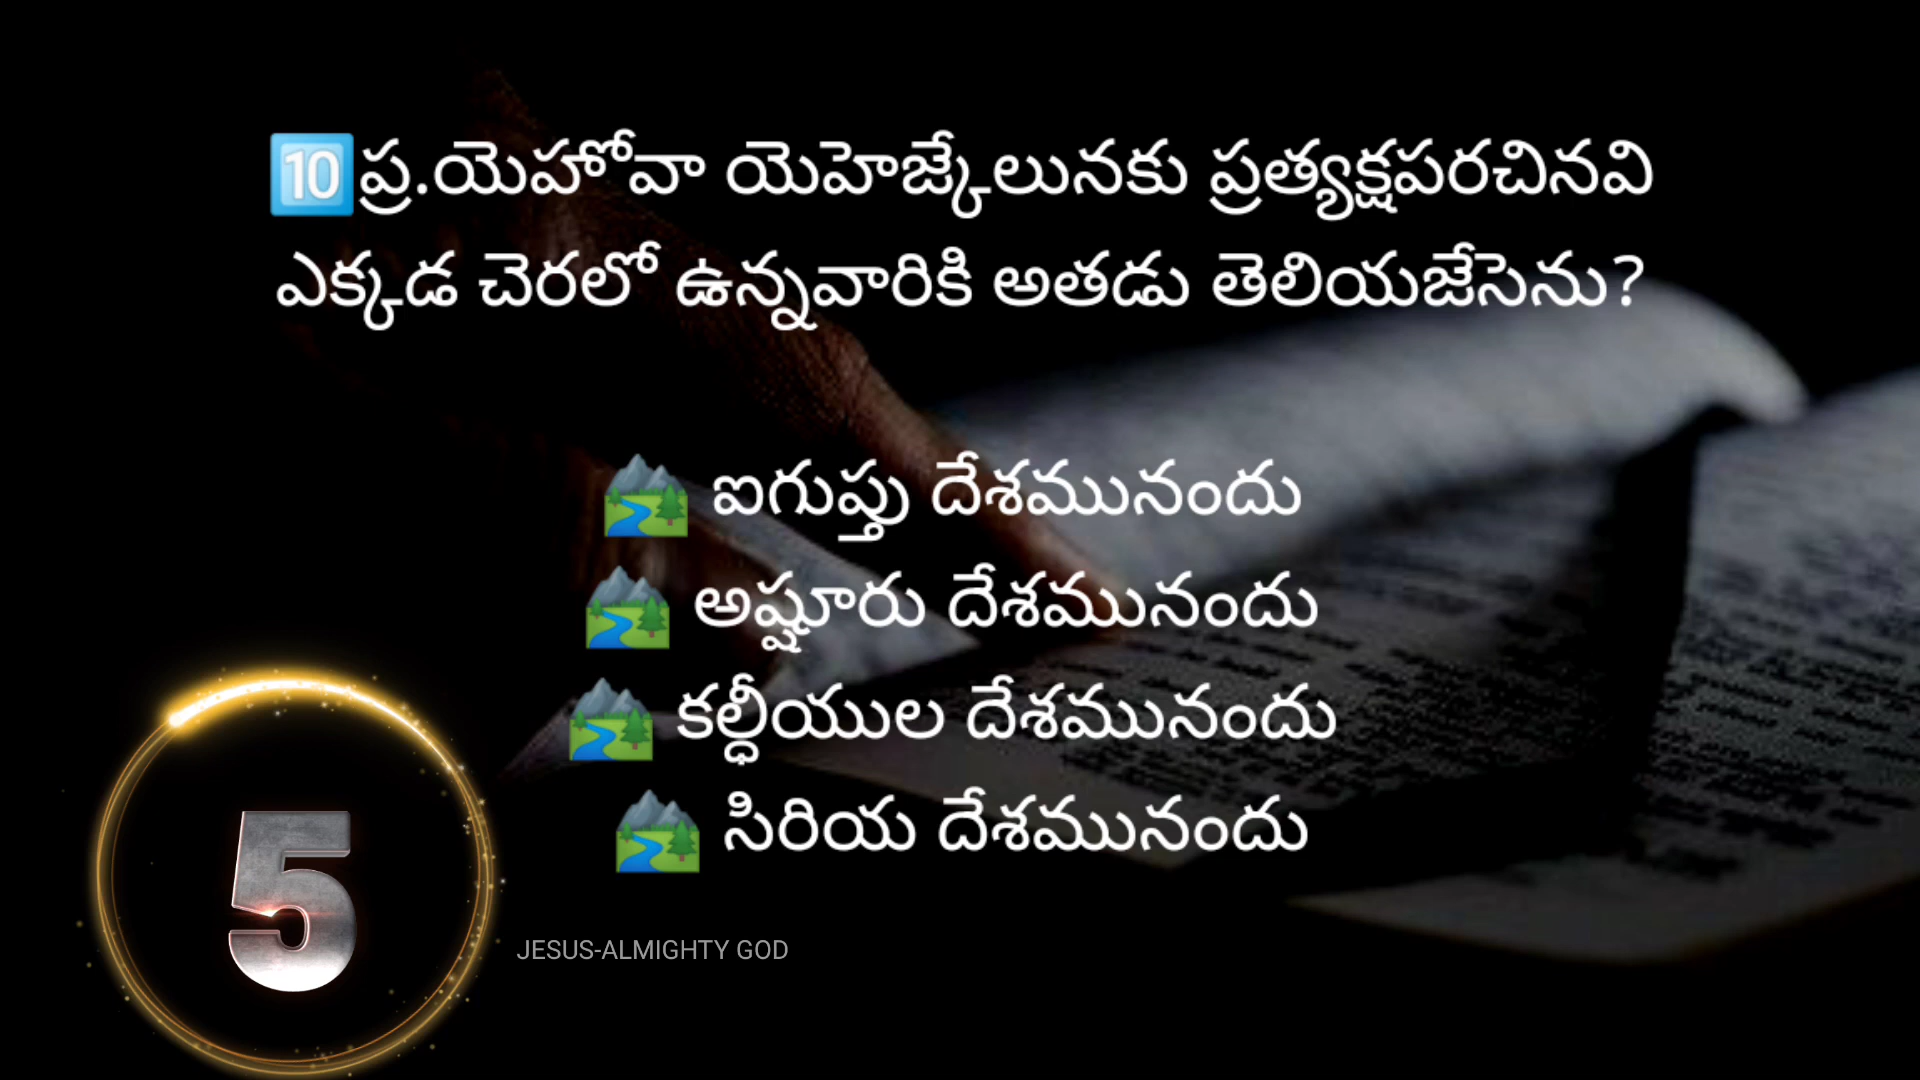 🔟ప్ర.యెహోవా యెహెజ్కేలునకు ప్రత్యక్షపరచినవి
ఎక్కడ చెరలో ఉన్నవారికి అతడు తెలియజేసెను?
🏞️ ఐగుప్తు దేశమునందు
🏞️ అష్షూరు దేశమునందు
🏞️ కల్దీయుల దేశమునందు
🏞️ సిరియ దేశమునందు
5
JESUS-ALMIGHTY GOD